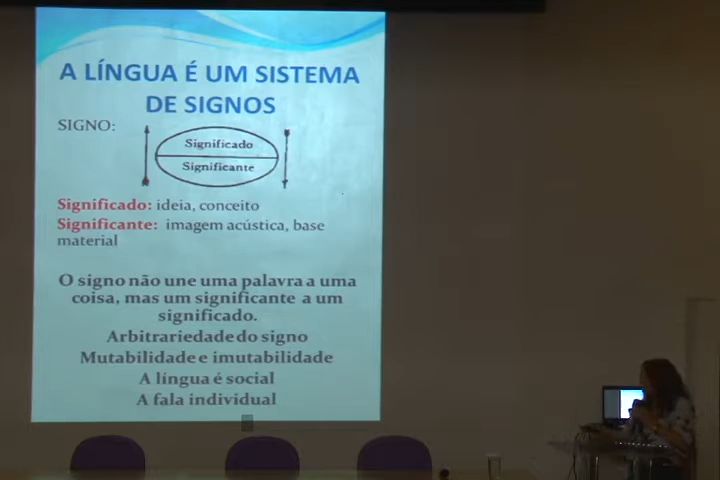 A LÍNGUA É UM SISTEMA
DE SIGNOS
SIGNO:
Significado
Significante
Significado: ideia, conceito
Significante: imagem acústica, base
material
O signo não une uma palavra a uma
coisa, mas um significante a um
significado.
Arbitrariedade do signo
Mutabilidade e imutabilidade
A língua é social
A fala individual